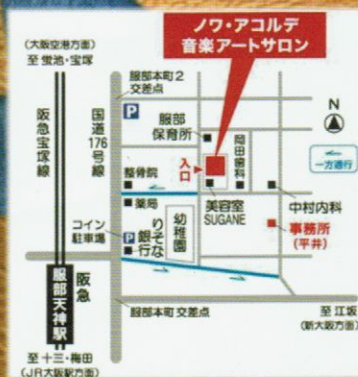 ノワ・アコルデ
音楽アートサロン
(大阪空港方面)
至 蛍池・宝塚
服部本町2
交差点
阪急宝塚線
国道176号線
P
服部
保育所
岡田歯科
N
一方通行
入口
整骨院
薬局
美容室
SUGANE
中村内科
コイン
駐車場
P
りそな
銀行
幼稚園
事務所
(平井)
阪急
服部天神駅
服部本町 交差点
至 江坂
(新大阪方面)
至 十三・梅田
(JR大阪駅方面)